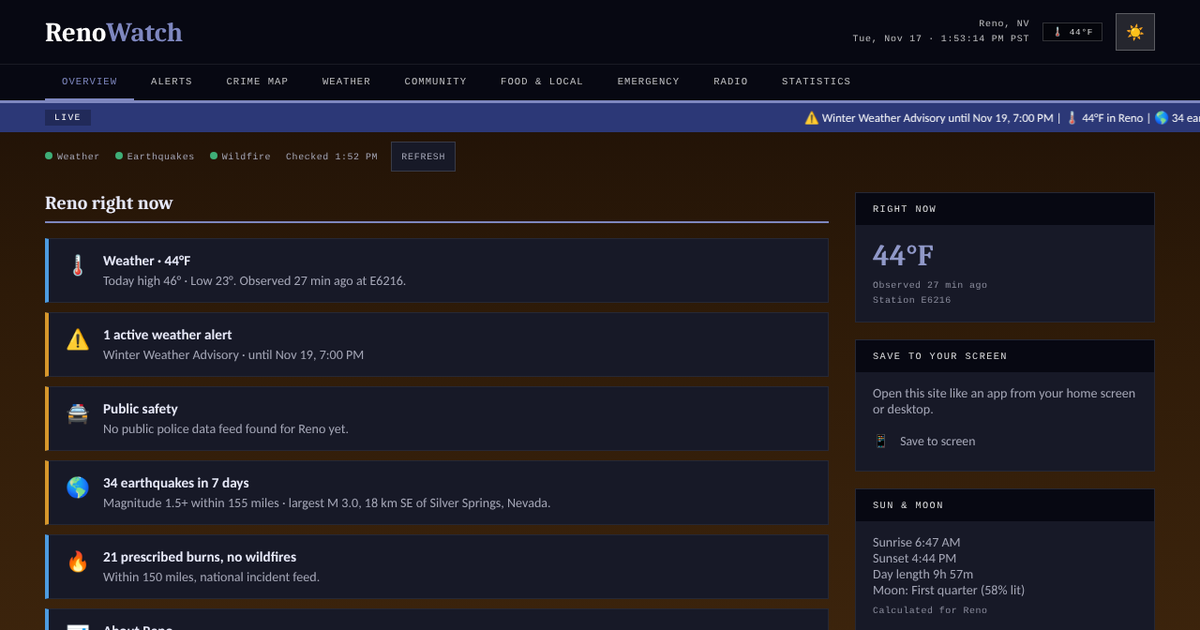 RenoWatch
Reno, NV
Tue, Nov 17 · 1:53:14 PM PST
44°F
OVERVIEW
ALERTS
CRIME MAP
WEATHER
COMMUNITY
FOOD & LOCAL
EMERGENCY
RADIO
STATISTICS
LIVE
Winter Weather Advisory until Nov 19, 7:00 PM | 44°F in Reno | 34 ear
Weather
Earthquakes
Wildfire
Checked 1:52 PM
REFRESH
Reno right now
Weather · 44°F
Today high 46° · Low 23°. Observed 27 min ago at E6216.
1 active weather alert
Winter Weather Advisory · until Nov 19, 7:00 PM
Public safety
No public police data feed found for Reno yet.
34 earthquakes in 7 days
Magnitude 1.5+ within 155 miles · largest M 3.0, 18 km SE of Silver Springs, Nevada.
21 prescribed burns, no wildfires
Within 150 miles, national incident feed.
About Reno
RIGHT NOW
44°F
Observed 27 min ago
Station E6216
SAVE TO YOUR SCREEN
Open this site like an app from your home screen
or desktop.
Save to screen
SUN & MOON
Sunrise 6:47 AM
Sunset 4:44 PM
Day length 9h 57m
Moon: First quarter (58% lit)
Calculated for Reno